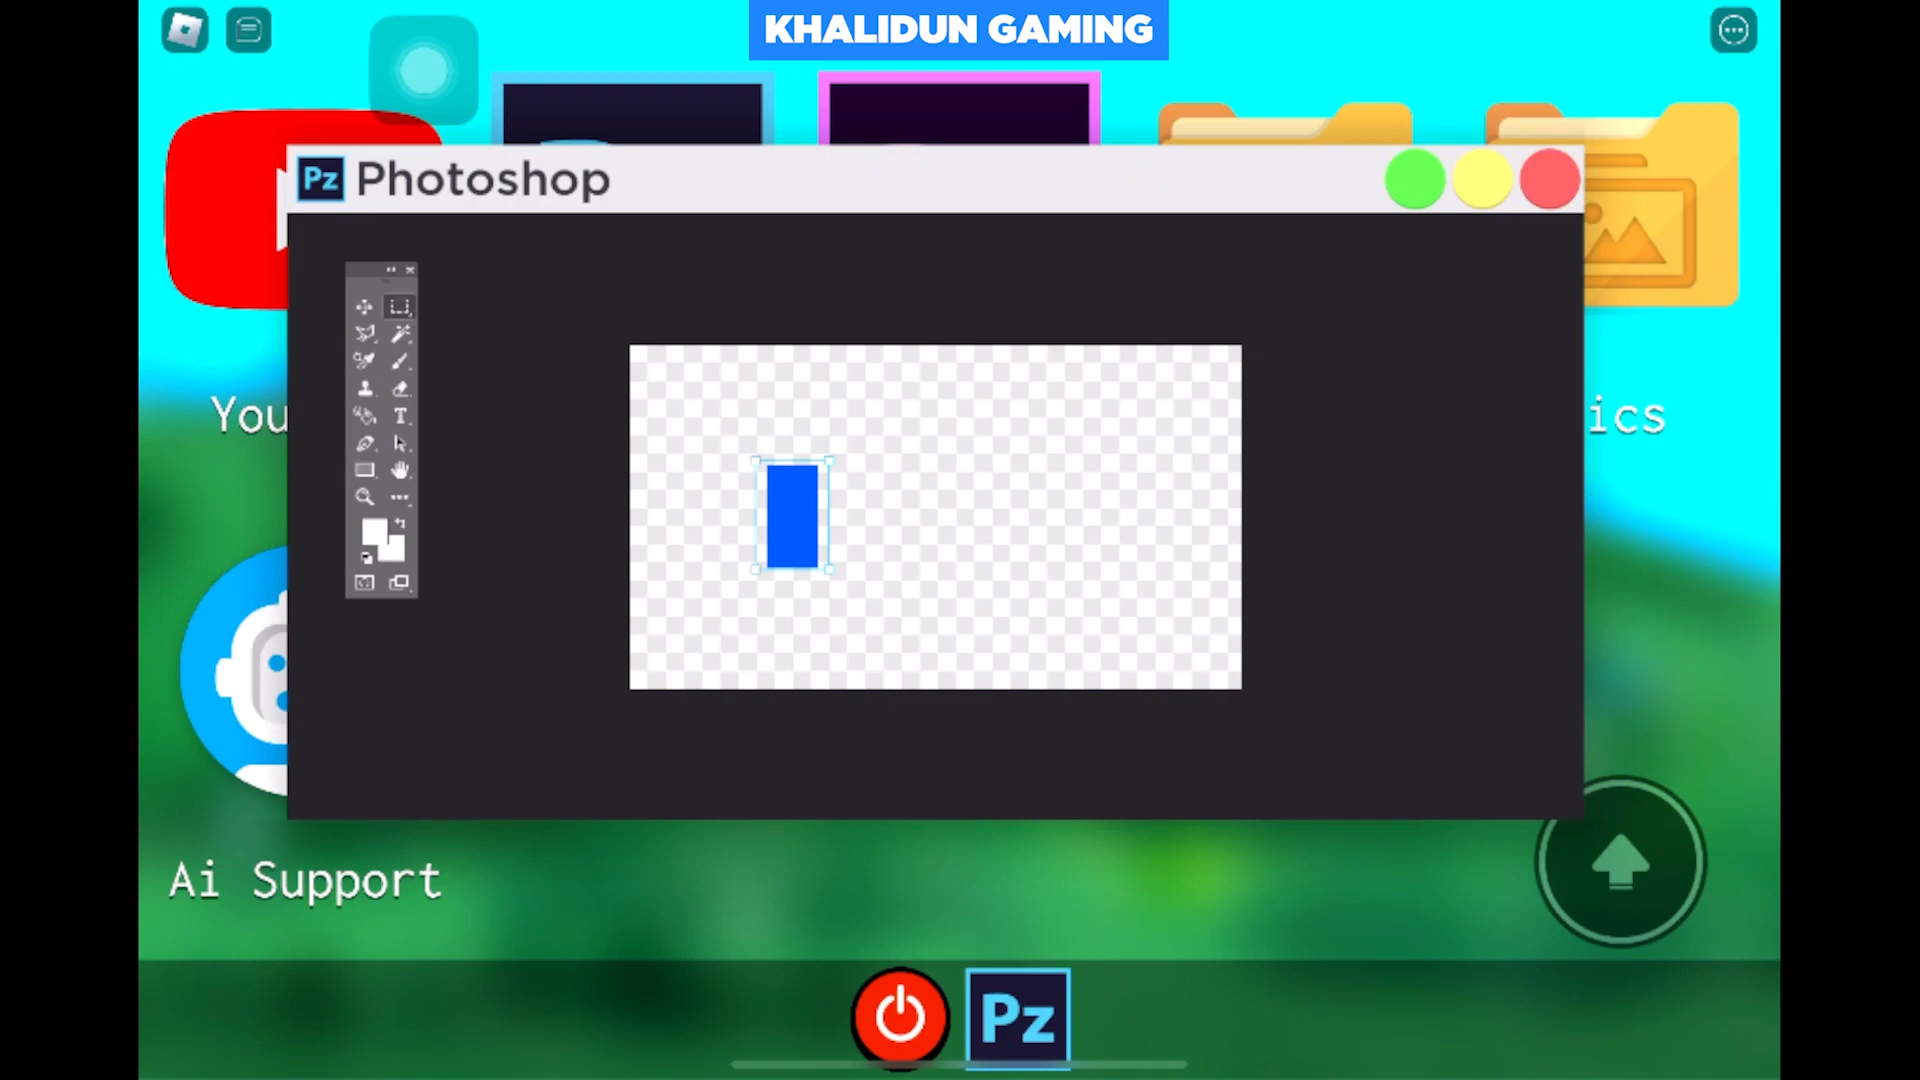 KHALIDUN GAMING
Pz Photoshop
T
You
ics
Ai Support
Pz